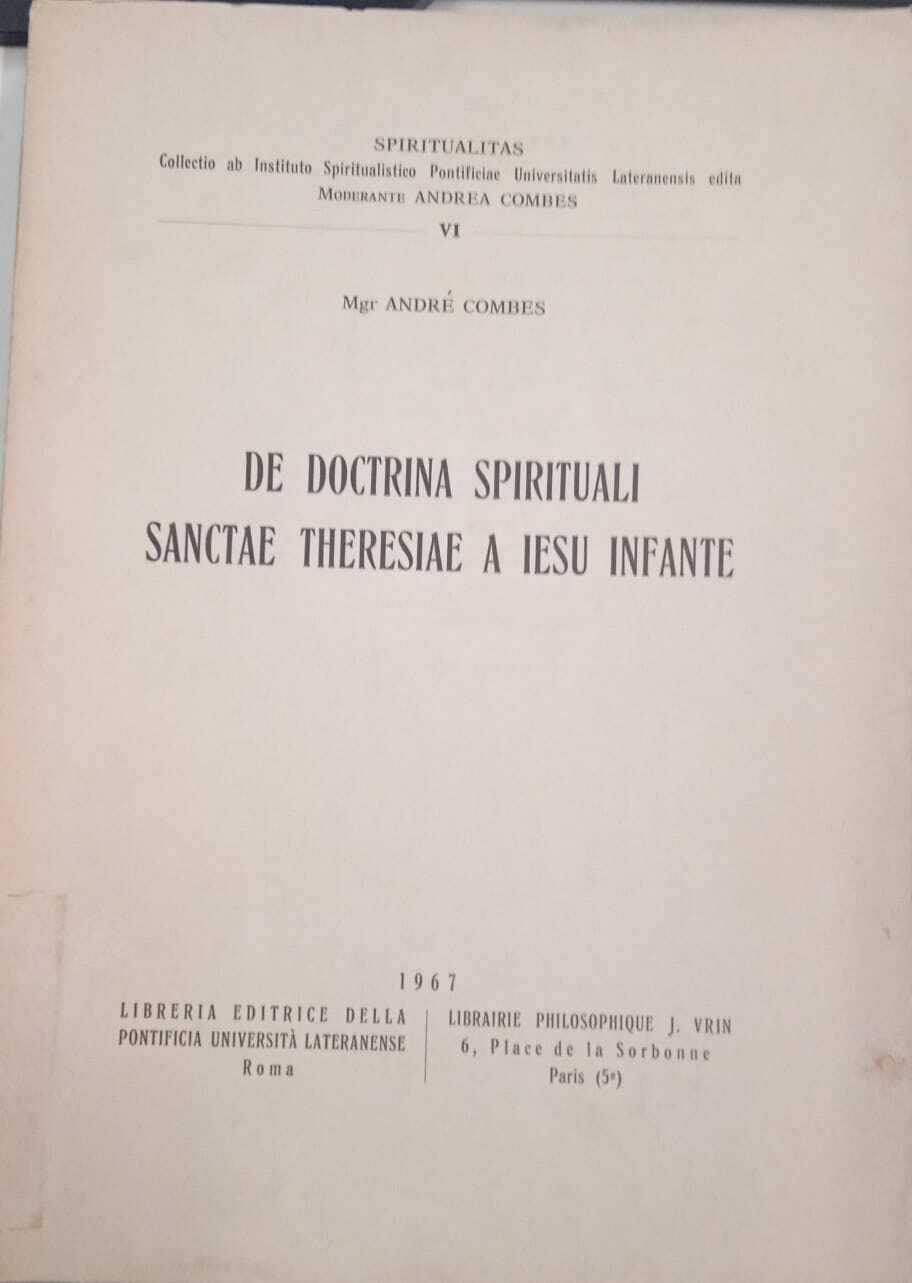 SPIRITUALITAS
Collectio ab Instituto Spiritualistico Pontificiae Universitatis Lateranensis edita
MODERANTE ANDREA COMBES
VI
Mgr ANDRÉ COMBES
DE DOCTRINA SPIRITUALI
SANCTAE THERESIAE A IESU INFANTE
1967
LIBRERIA EDITRICE DELLA
PONTIFICIA UNIVERSITÀ LATERANENSE
Roma
LIBRAIRIE PHILOSOPHIQUE J. VRIN
6, Place de la Sorbonne
Paris (5e)